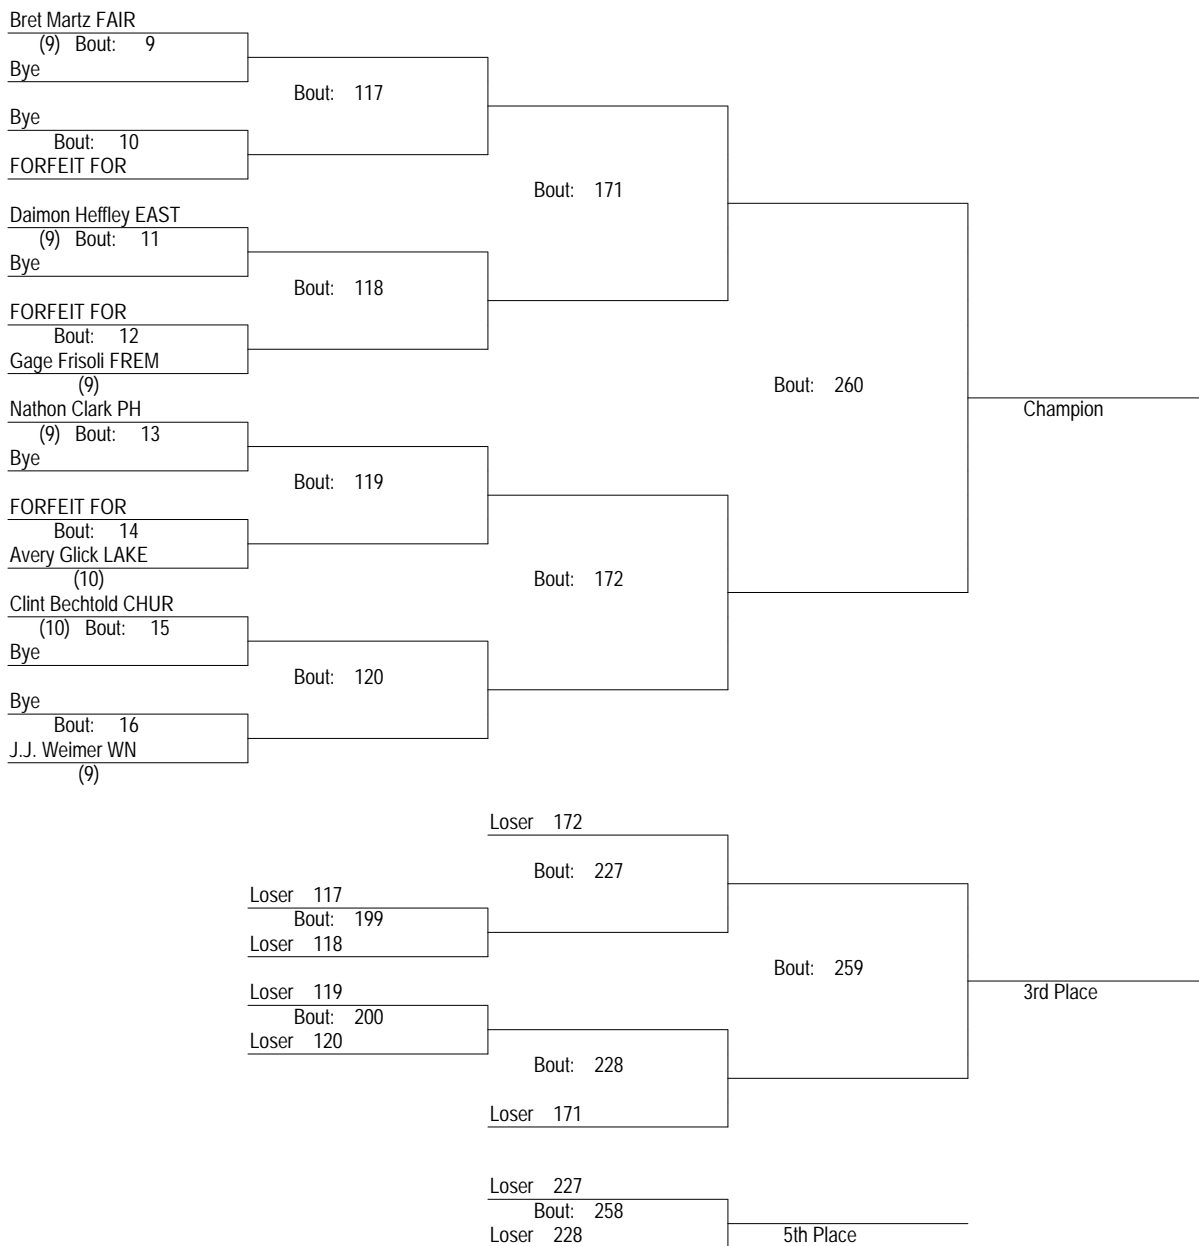 Bret Martz FAIR
(9) Bout: 9
Bye
Bout: 117
Bye
Bout: 10
FORFEIT FOR
Bout: 171
Daimon Heffley EAST
(9) Bout: 11
Bye
Bout: 118
FORFEIT FOR
Bout: 12
Gage Frisoli FREM
(9)
Bout: 260
Champion
Nathon Clark PH
(9) Bout: 13
Bye
Bout: 119
FORFEIT FOR
Bout: 14
Avery Glick LAKE
(10)
Bout: 172
Clint Bechtold CHUR
(10) Bout: 15
Bye
Bout: 120
Bye
Bout: 16
J.J. Weimer WN
(9)
Loser 172
Bout: 227
Loser 117
Bout: 199
Loser 118
Bout: 259
3rd Place
Loser 119
Bout: 200
Loser 120
Bout: 228
Loser 171
Loser 227
Bout: 258
Loser 228
5th Place